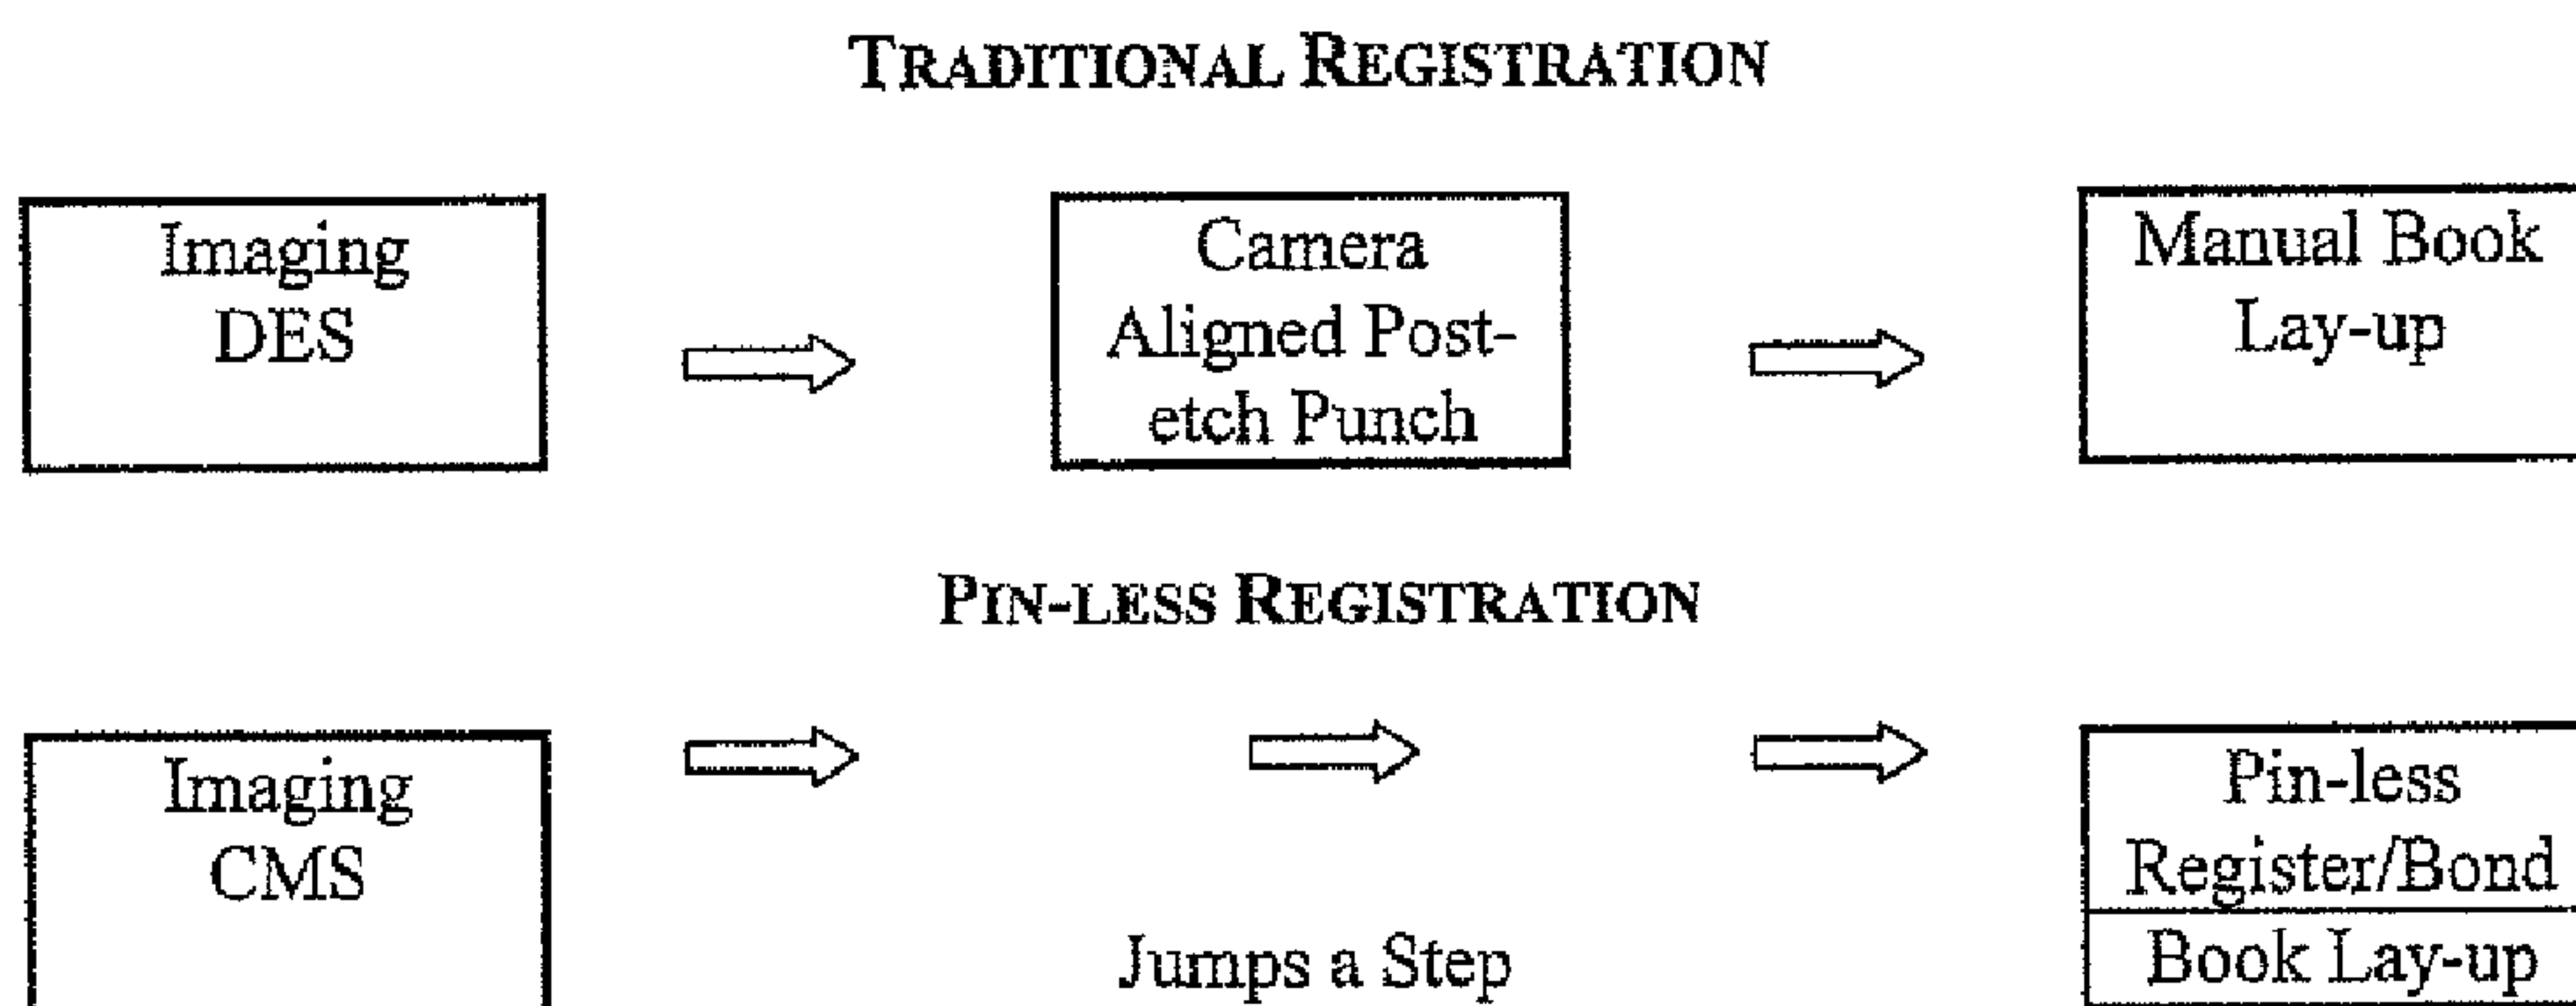 TRADITIONAL REGISTRATION
Imaging
DES
Camera
Aligned Post-
etch Punch
Manual Book
Lay-up
PIN-LESS REGISTRATION
Imaging
CMS
Jumps a Step
Pin-less
Register/Bond
Book Lay-up